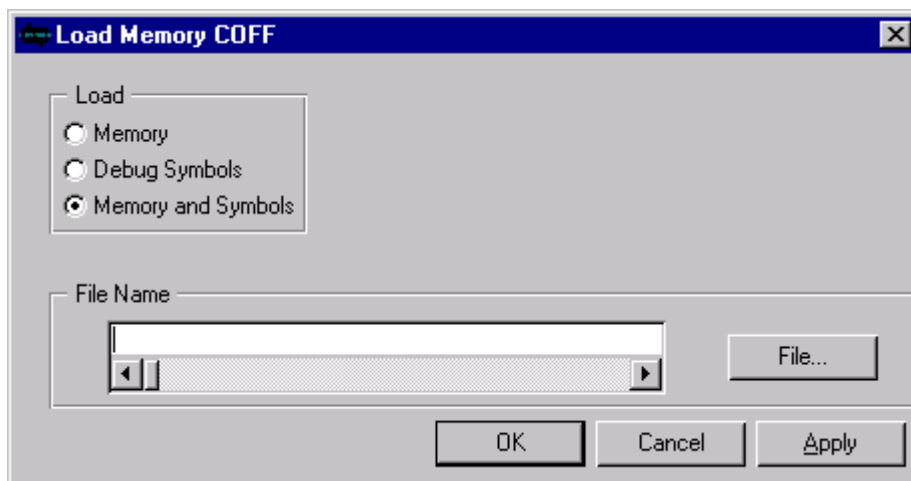 Load Memory COFF
Load
Memory
Debug Symbols
Memory and Symbols
File Name
File...
OK
Cancel
Apply